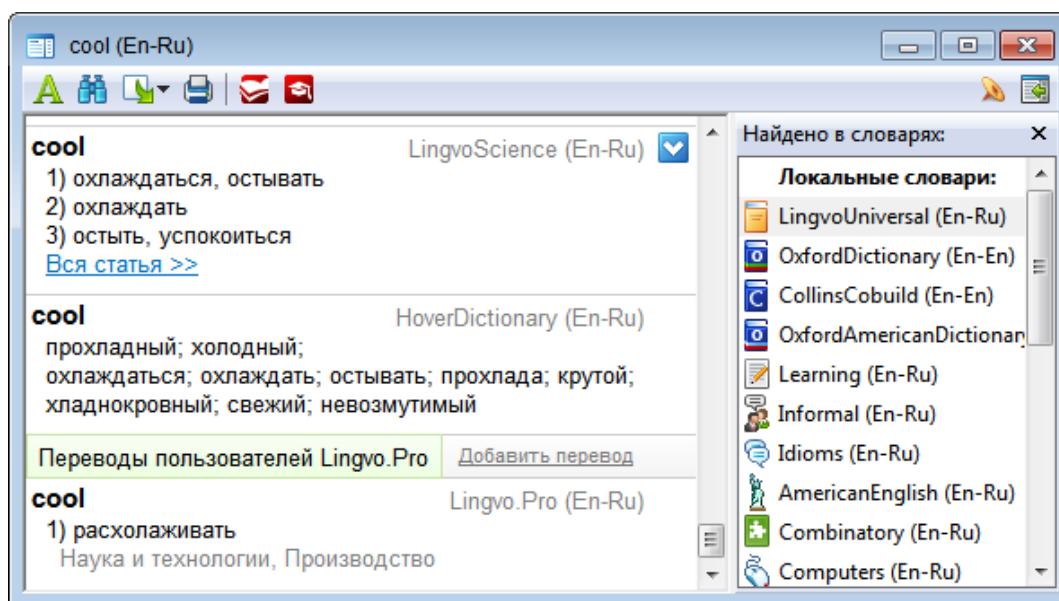 cool (En-Ru)
cool LingvoScience (En-Ru)
1) охлаждаться, остывать
2) охлаждать
3) остыть, успокоиться
Вся статья >>
cool HoverDictionary (En-Ru)
прохладный; холодный;
охлаждаться; охлаждать; остывать; прохлада; крутой;
хладнокровный; свежий; невозмутимый
Переводы пользователей Lingvo.Pro Добавить перевод
cool Lingvo.Pro (En-Ru)
1) расхолаживать
Наука и технологии, Производство
Найдено в словарях:
Локальные словари:
LingvoUniversal (En-Ru)
OxfordDictionary (En-En)
CollinsCobuild (En-En)
OxfordAmericanDictionary
Learning (En-Ru)
Informal (En-Ru)
Idioms (En-Ru)
AmericanEnglish (En-Ru)
Combinatory (En-Ru)
Computers (En-Ru)